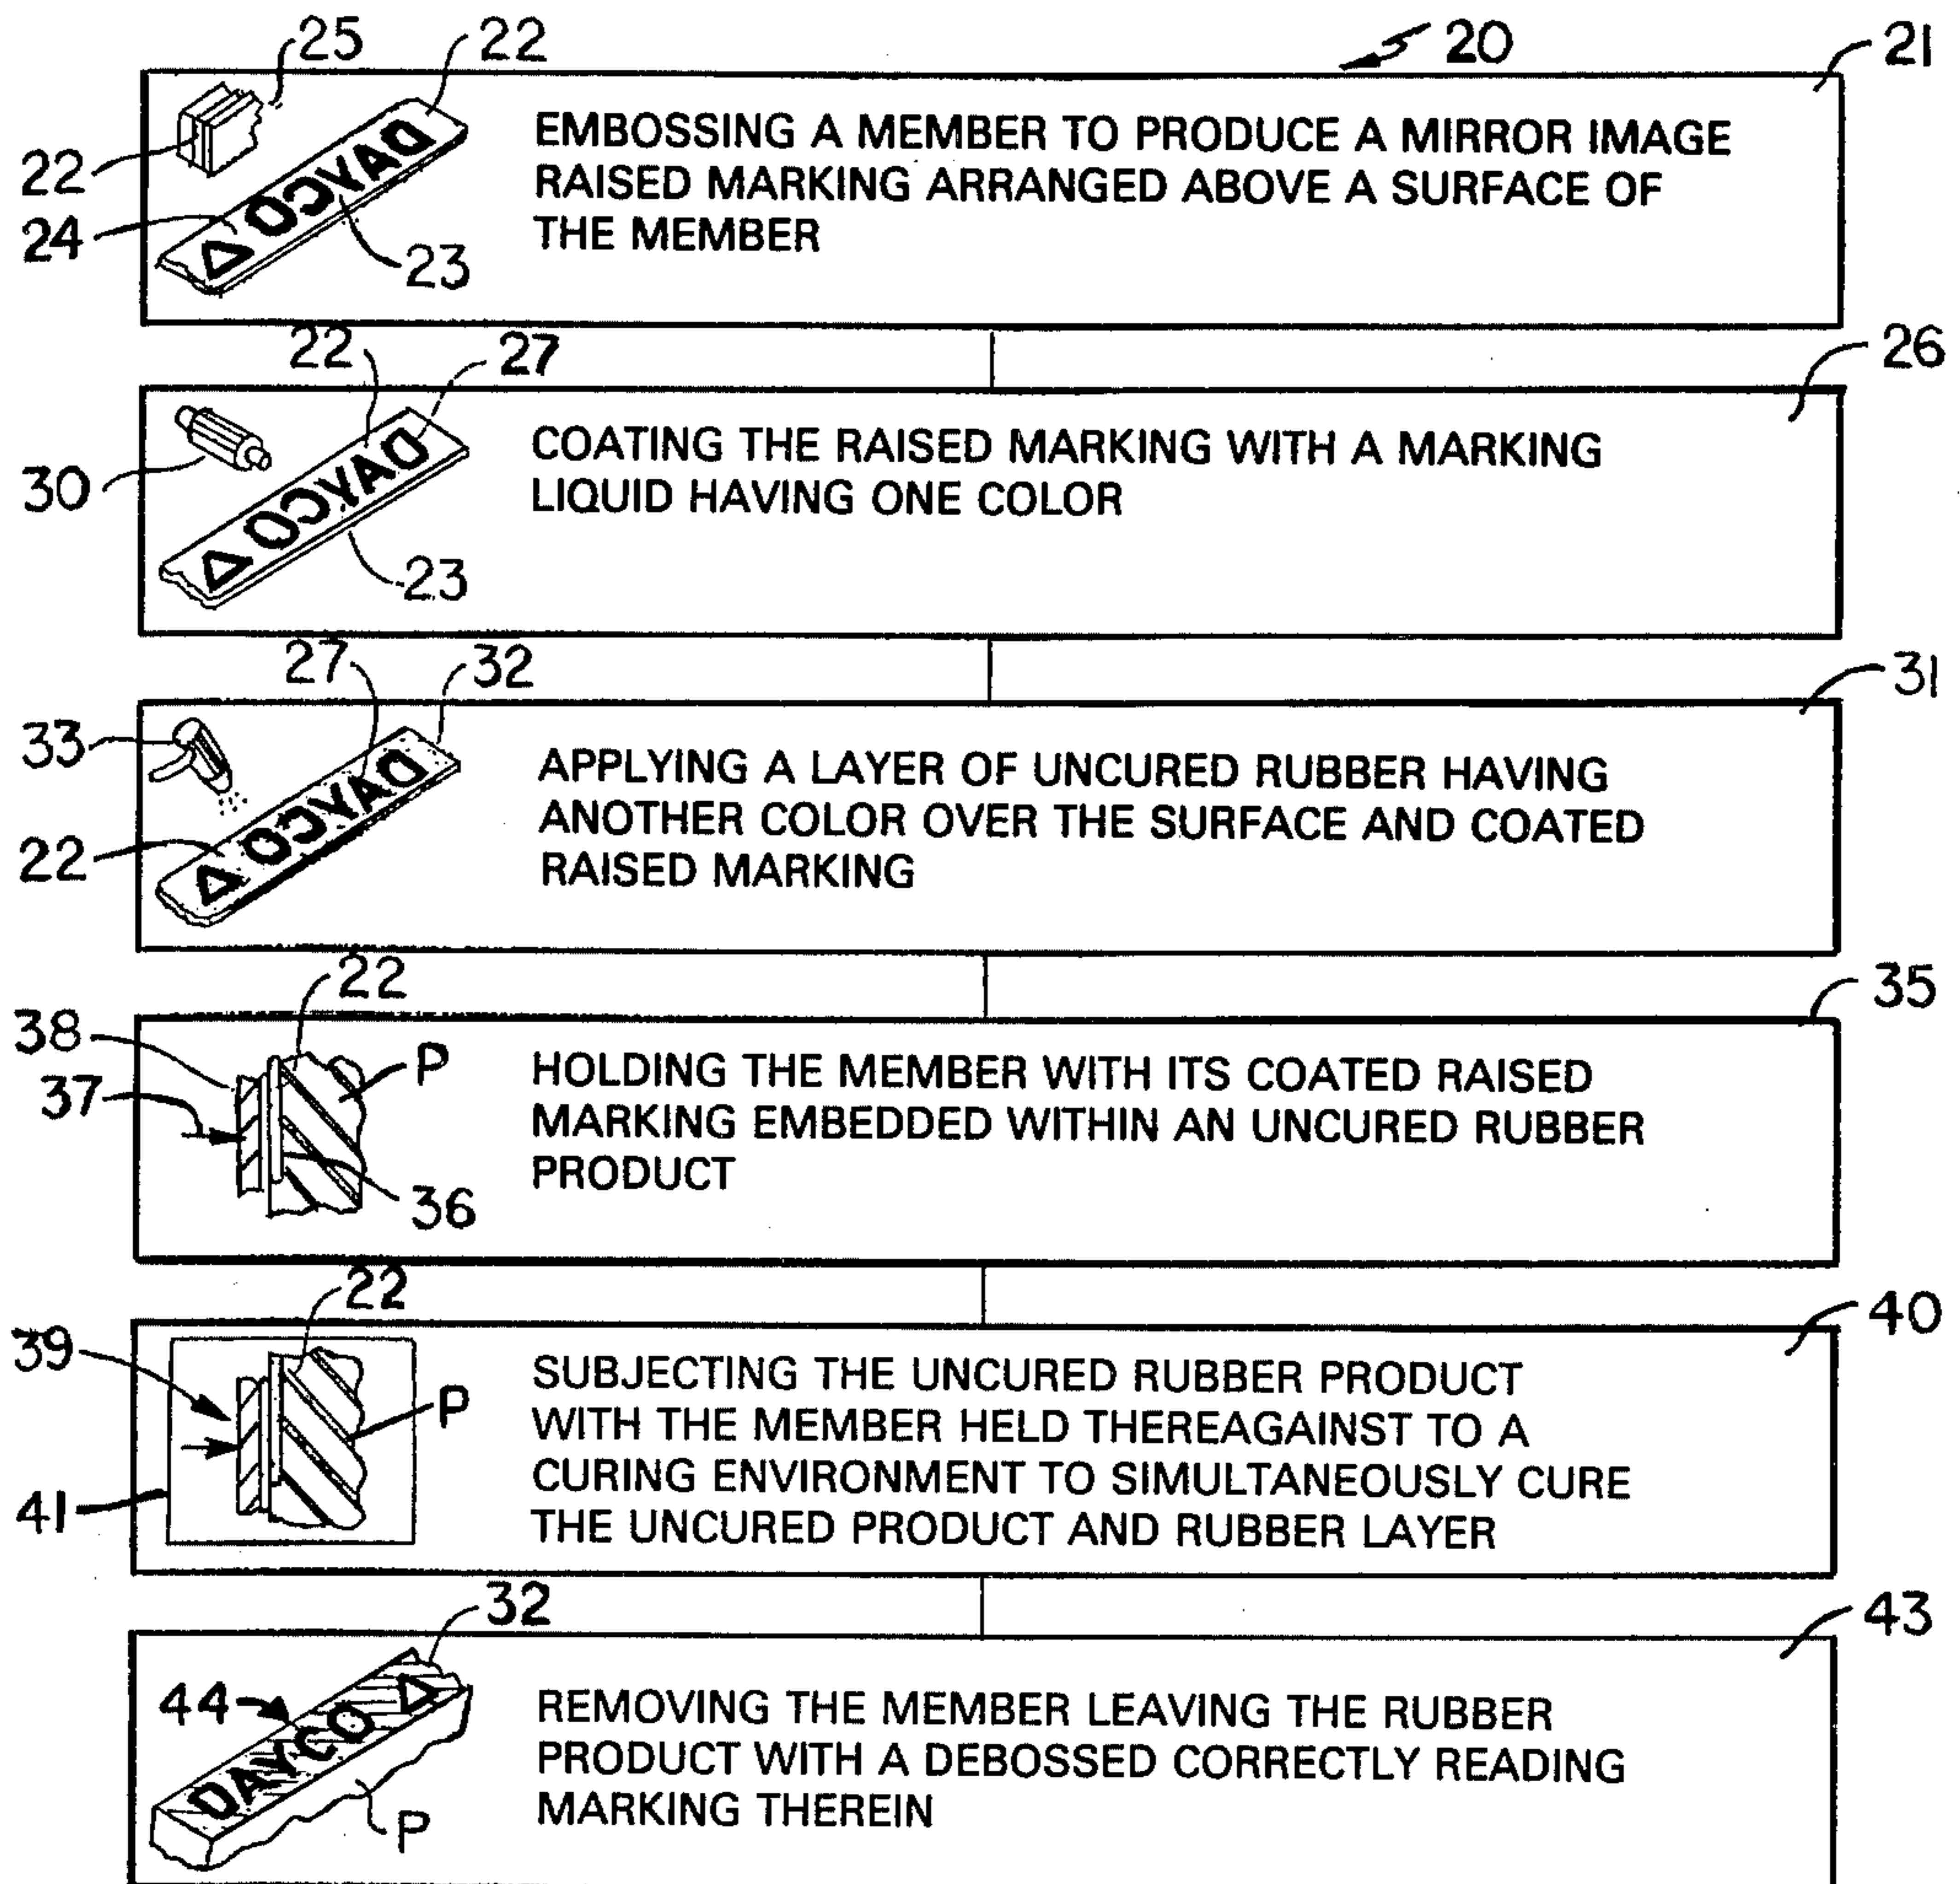 25 22 20 21
22 24 23
OCYAD
EMBOSSING A MEMBER TO PRODUCE A MIRROR IMAGE
RAISED MARKING ARRANGED ABOVE A SURFACE OF
THE MEMBER
22 27 26
30 23
OCYAD
COATING THE RAISED MARKING WITH A MARKING
LIQUID HAVING ONE COLOR
27 32 31
33 22
OCYAD
APPLYING A LAYER OF UNCURED RUBBER HAVING
ANOTHER COLOR OVER THE SURFACE AND COATED
RAISED MARKING
22 35
38 P
37 36
HOLDING THE MEMBER WITH ITS COATED RAISED
MARKING EMBEDDED WITHIN AN UNCURED RUBBER
PRODUCT
22 40
39 P
41
SUBJECTING THE UNCURED RUBBER PRODUCT
WITH THE MEMBER HELD THEREAGAINST TO A
CURING ENVIRONMENT TO SIMULTANEOUSLY CURE
THE UNCURED PRODUCT AND RUBBER LAYER
32 43
44
DAYCO
P
REMOVING THE MEMBER LEAVING THE RUBBER
PRODUCT WITH A DEBOSSED CORRECTLY READING
MARKING THEREIN